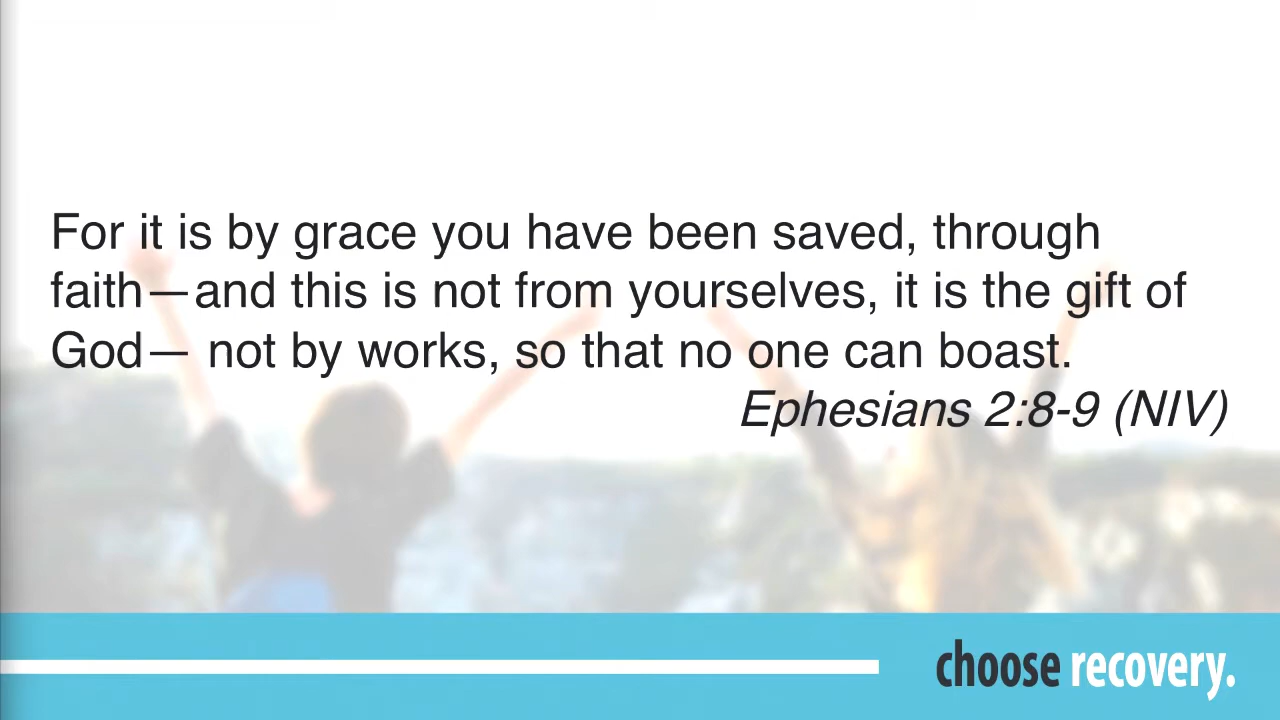 For it is by grace you have been saved, through
faith—and this is not from yourselves, it is the gift of
God— not by works, so that no one can boast.
Ephesians 2:8-9 (NIV)
choose recovery.